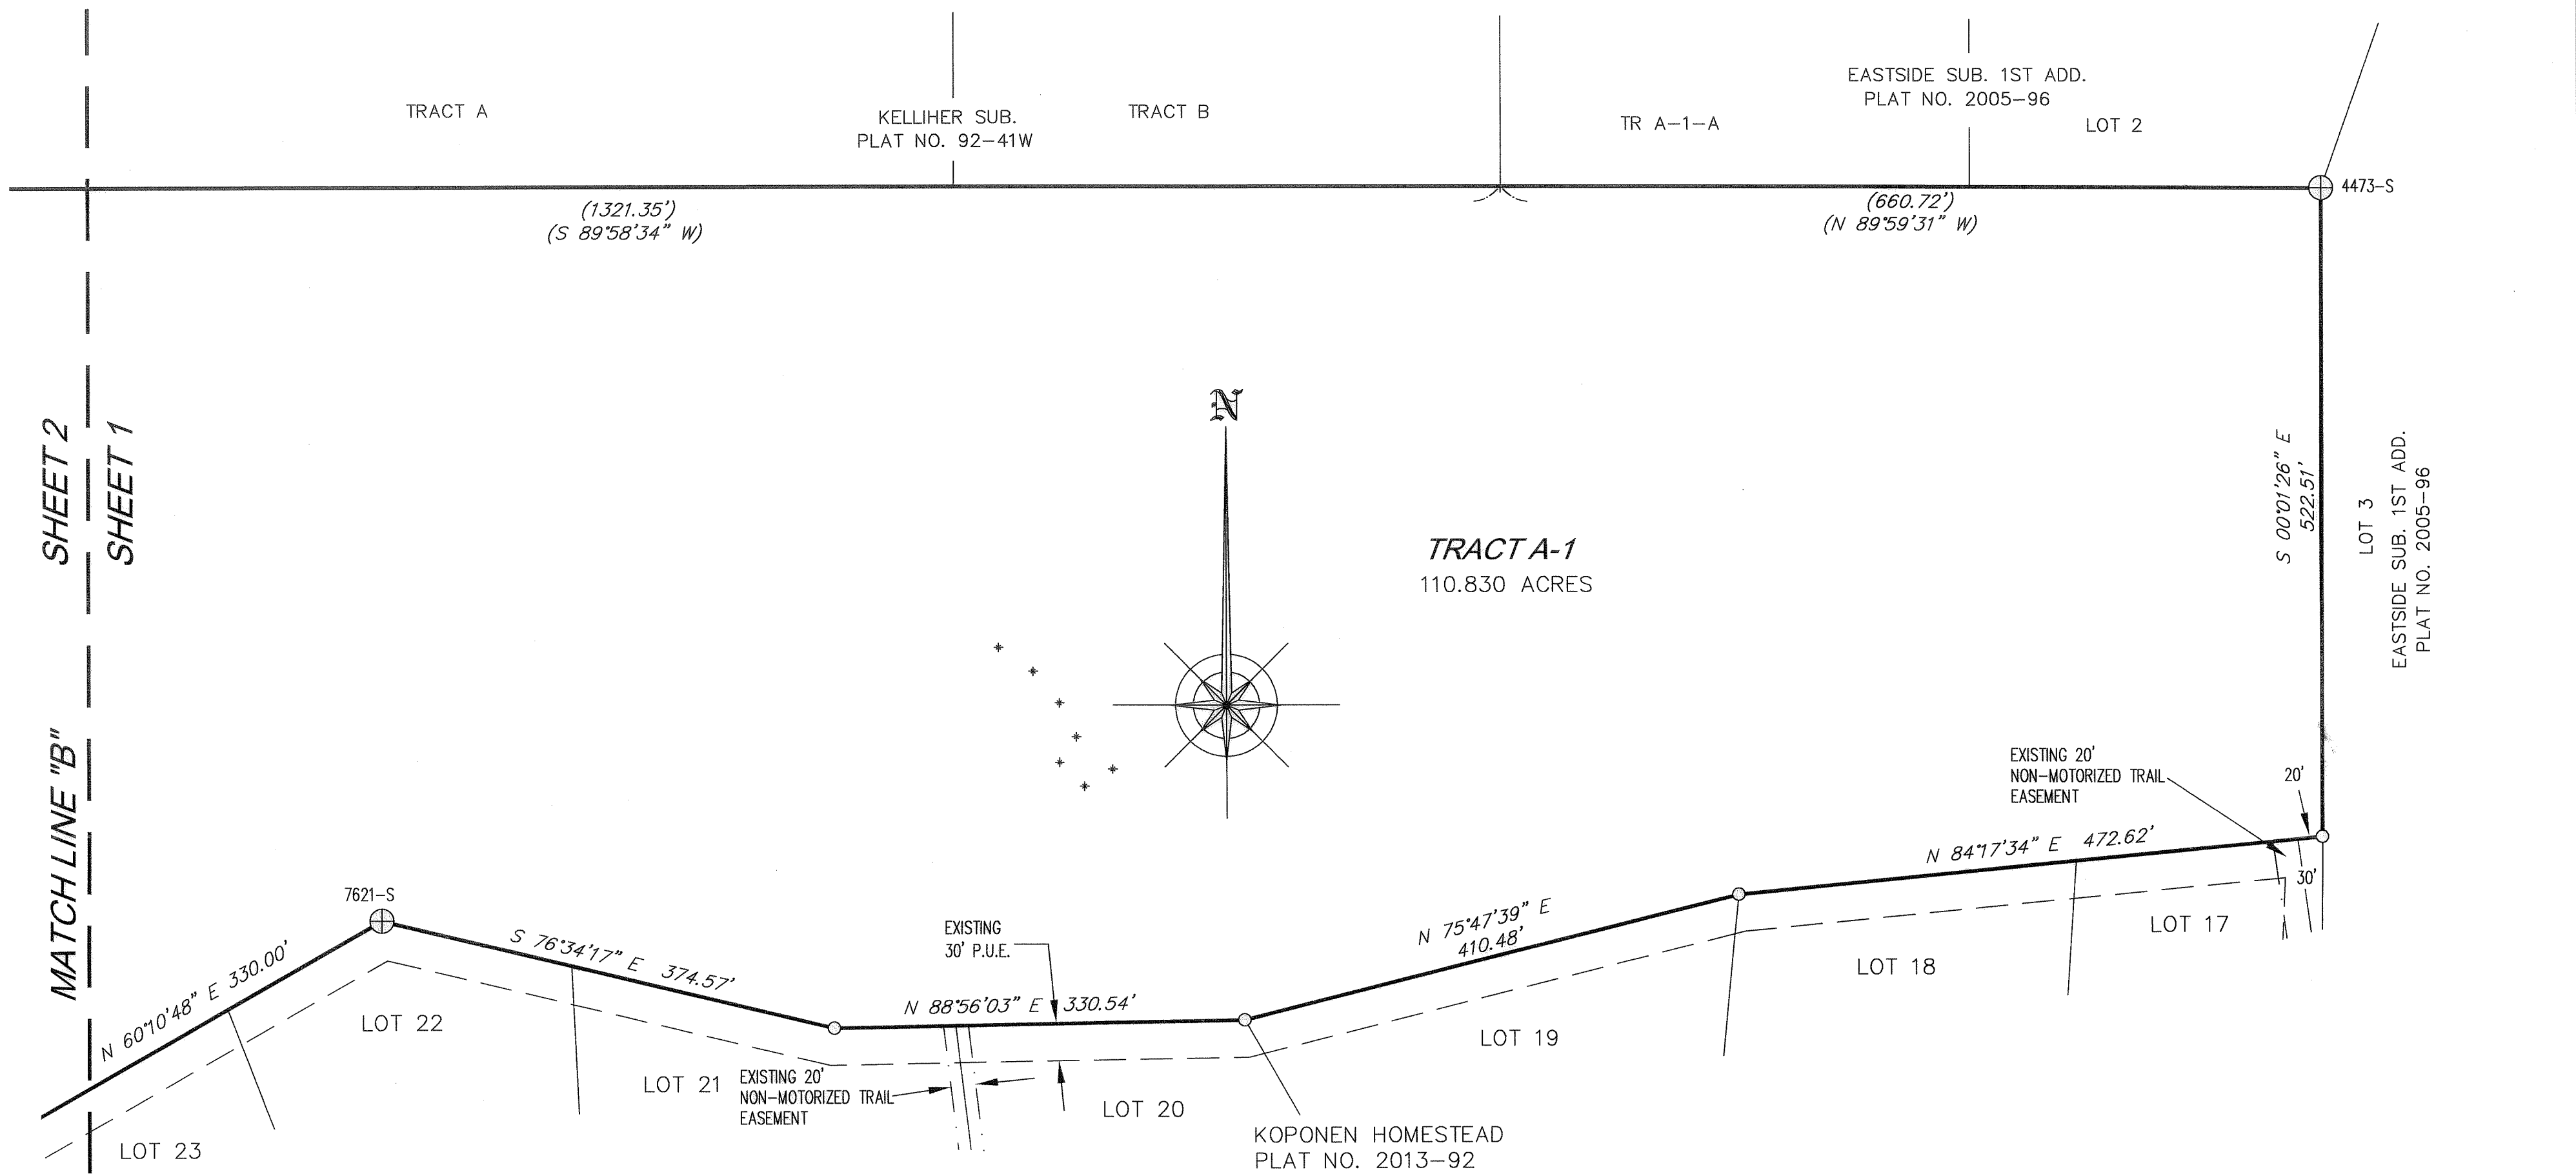 TRACT A
KELLIHER SUB.
PLAT NO. 92-41W
TRACT B
TR A-1-A
EASTSIDE SUB. 1ST ADD.
PLAT NO. 2005-96
LOT 2
4473-S
(1321.35')
(S 89°58'34" W)
(660.72')
(N 89°59'31" W)
SHEET 2
SHEET 1
MATCH LINE "B"
N
TRACT A-1
110.830 ACRES
S 00°01'26" E
522.51'
LOT 3
EASTSIDE SUB. 1ST ADD.
PLAT NO. 2005-96
EXISTING 20'
NON-MOTORIZED TRAIL
EASEMENT
20'
30'
N 84°17'34" E 472.62'
7621-S
N 60°10'48" E 330.00'
S 76°34'17" E 374.57'
EXISTING
30' P.U.E.
N 88°56'03" E 330.54'
N 75°47'39" E
410.48'
LOT 17
LOT 18
LOT 19
LOT 20
LOT 21
LOT 22
LOT 23
EXISTING 20'
NON-MOTORIZED TRAIL
EASEMENT
KOPONEN HOMESTEAD
PLAT NO. 2013-92